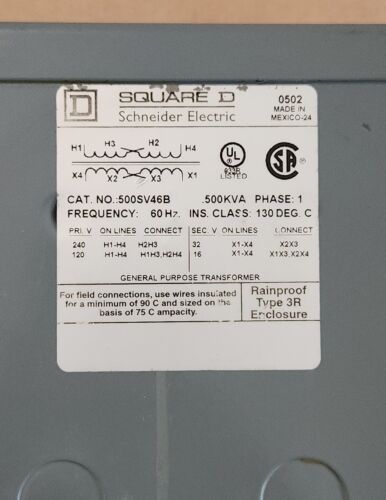 D SQUARE D
Schneider Electric
0502
MADE IN
MEXICO-24
H1 H3 H2 H4
X4 X2 X3 X1
UL
LISTED
SA
CAT. NO.:500SV46B .500KVA PHASE: 1
FREQUENCY: 60 Hz. INS. CLASS: 130 DEG. C
PRI. V ON LINES CONNECT SEC. V ON LINES CONNECT
240 H1-H4 H2H3 32 X1-X4 X2X3
120 H1-H4 H1H3,H2H4 16 X1-X4 X1X3,X2X4
GENERAL PURPOSE TRANSFORMER
For field connections, use wires insulated
for a minimum of 90 C and sized on the
basis of 75 C ampacity.
Rainproof
Type 3R
Enclosure